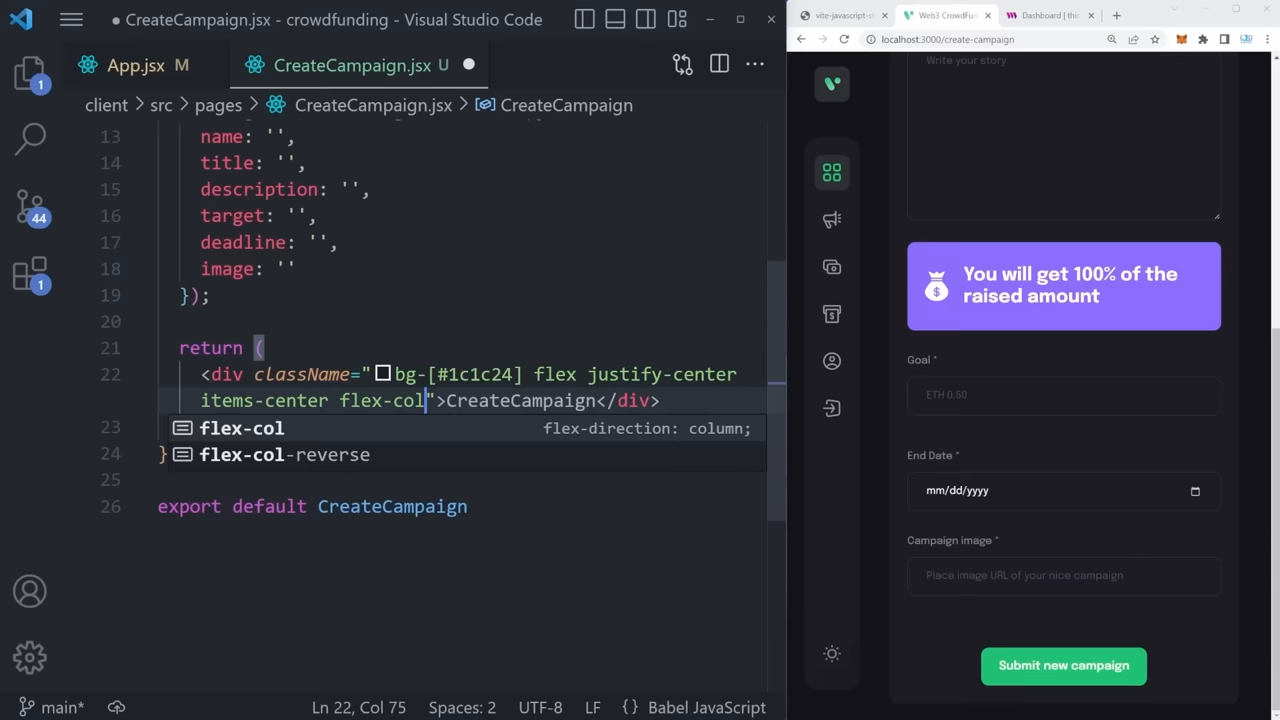 CreateCampaign.jsx - crowdfunding - Visual Studio Code
App.jsx M
CreateCampaign.jsx U
client > src > pages > CreateCampaign.jsx > CreateCampaign
13 name: '',
14 title: '',
15 description: '',
16 target: '',
17 deadline: '',
18 image: ''
19 });
20
21 return (
22 <div className="bg-[#1c1c24] flex justify-center
items-center flex-col">CreateCampaign</div>
flex-col flex-direction: column;
flex-col-reverse
23
24 }
25
26 export default CreateCampaign
1
44
1
main*
Ln 22, Col 75 Spaces: 2 UTF-8 LF {} Babel JavaScript
vite-javascript-st
Web3 CrowdFun
Dashboard | thi
localhost:3000/create-campaign
Write your story
You will get 100% of the
raised amount
Goal *
ETH 0.50
End Date *
mm/dd/yyyy
Campaign image *
Place image URL of your nice campaign
Submit new campaign